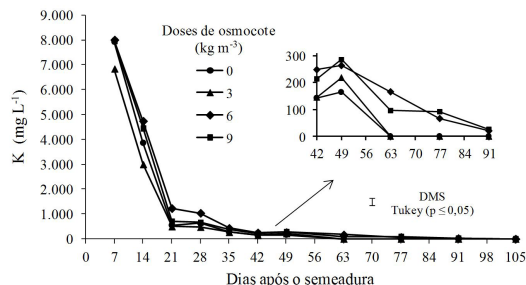 9.000
8.000
7.000
6.000
5.000
4.000
3.000
2.000
1.000
0
K (mg L-1)
Doses de osmocote
(kg m-3)
0
3
6
9
300
200
100
0
42 49 56 63 70 77 84 91
DMS
Tukey (p ≤ 0,05)
0 7 14 21 28 35 42 49 56 63 70 77 84 91 98 105
Dias após o semeadura